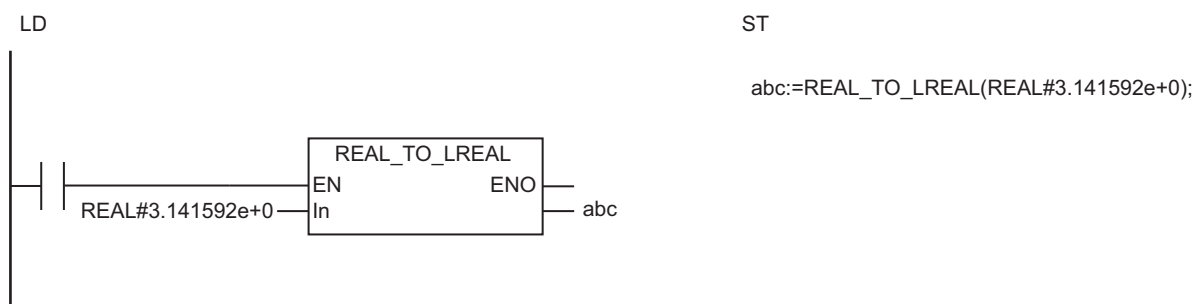 LD
ST
abc:=REAL_TO_LREAL(REAL#3.141592e+0);
REAL_TO_LREAL
EN ENO
REAL#3.141592e+0 In abc